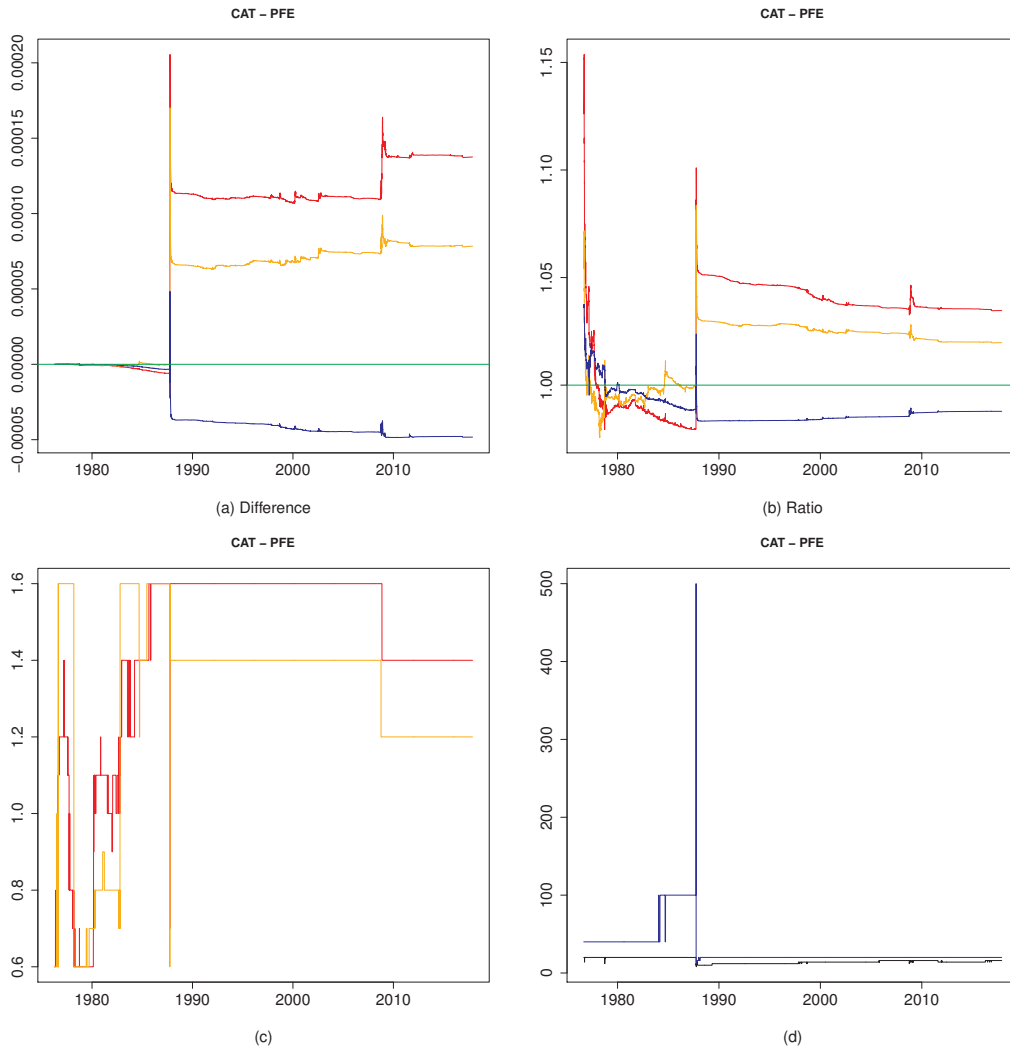 CAT − PFE
0.00020
0.00015
0.00010
0.00005
0.00000
−0.00005
1980 1990 2000 2010
(a) Difference
CAT − PFE
1.15
1.10
1.05
1.00
1980 1990 2000 2010
(b) Ratio
CAT − PFE
1.6
1.4
1.2
1.0
0.8
0.6
1980 1990 2000 2010
(c)
CAT − PFE
500
400
300
200
100
0
1980 1990 2000 2010
(d)